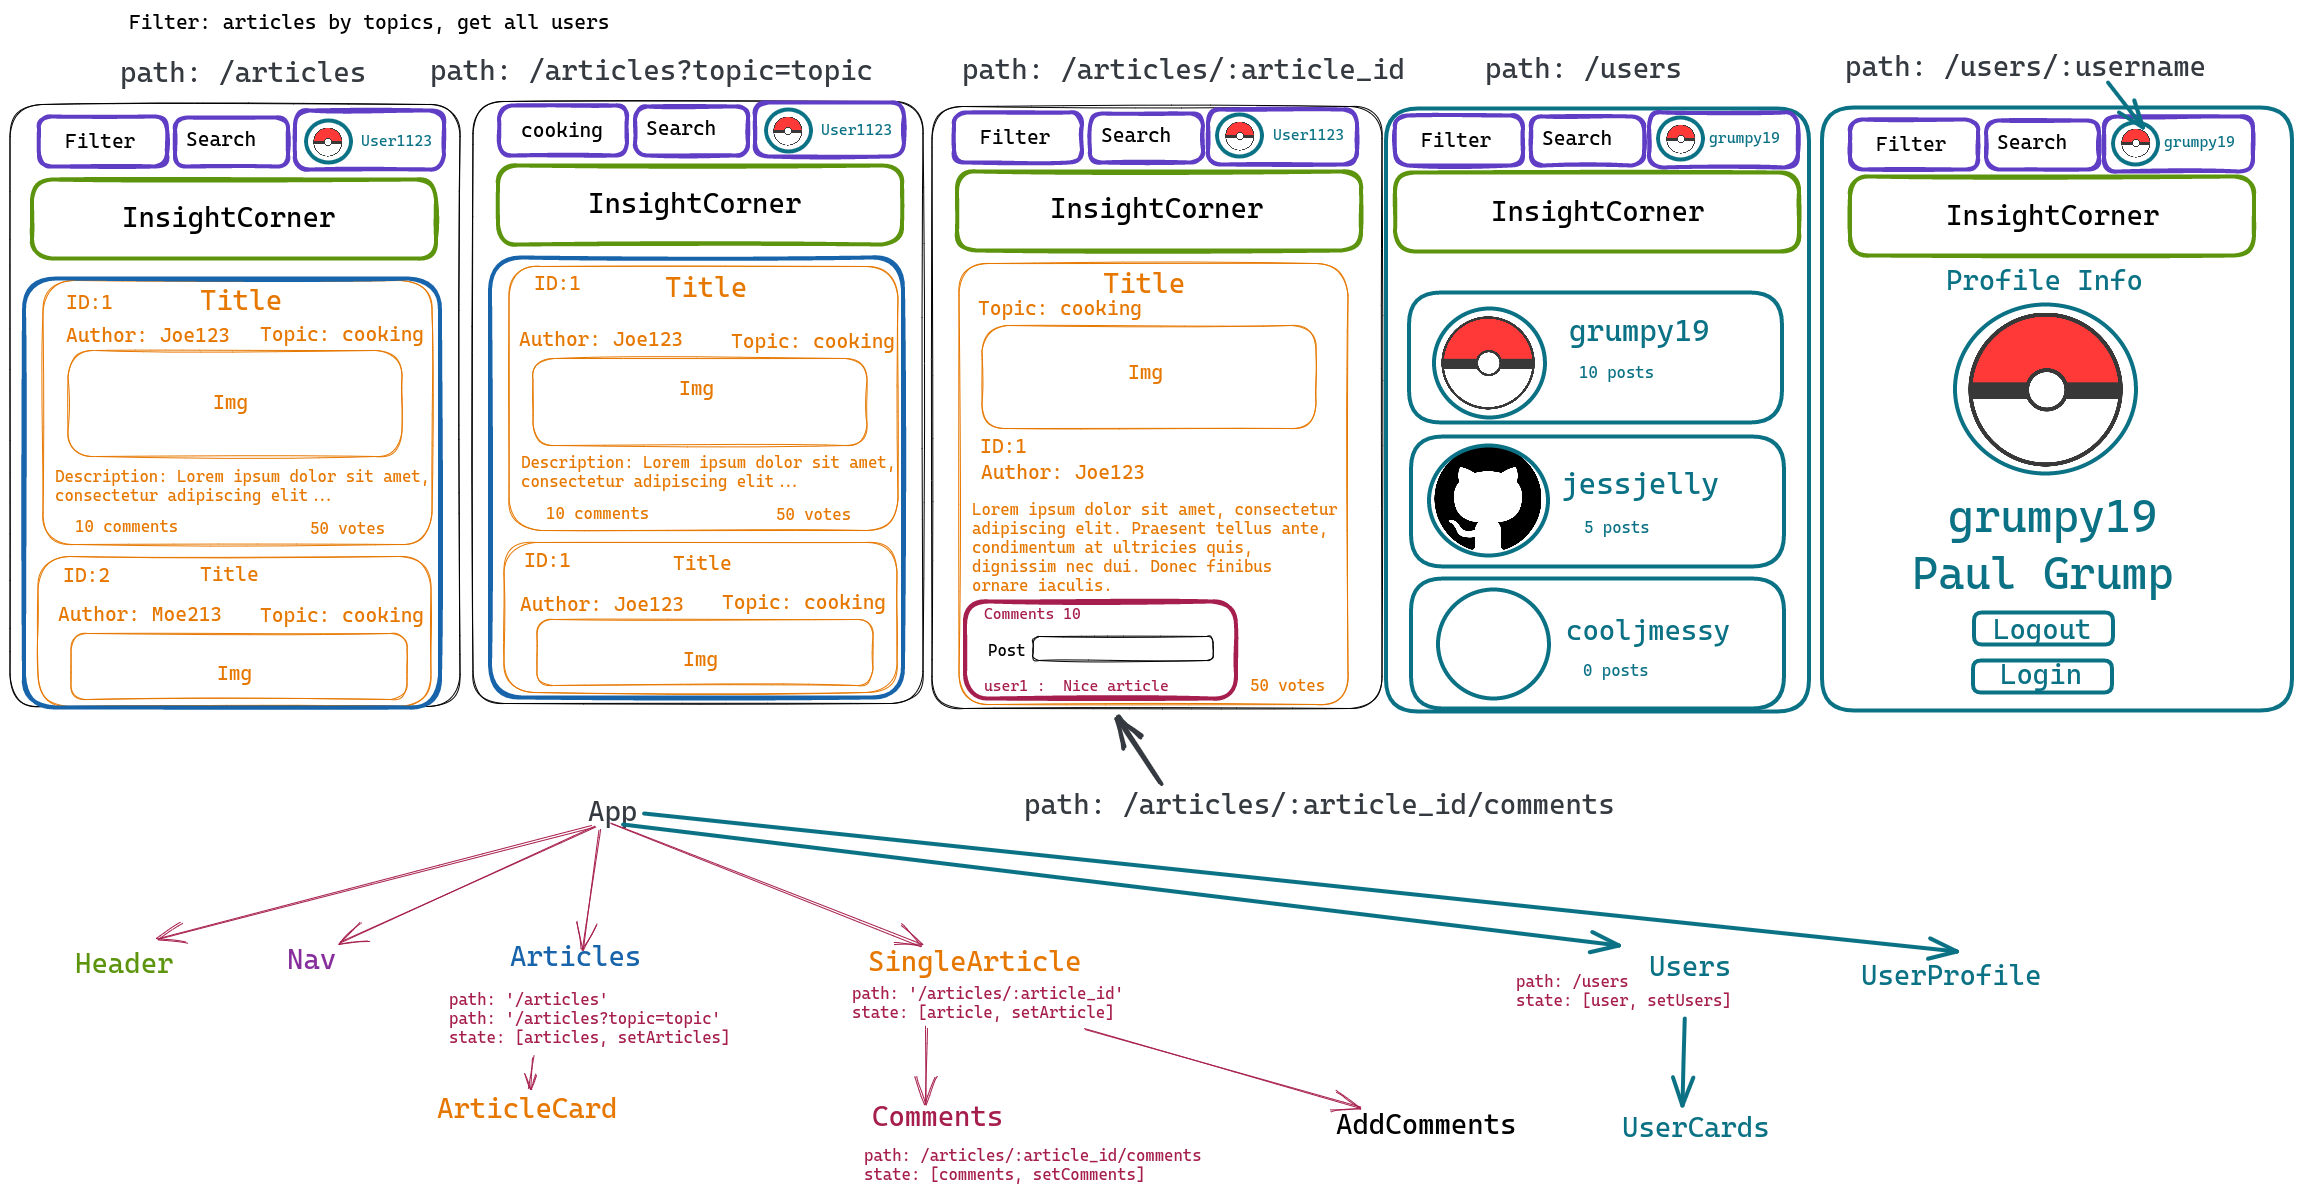 Filter: articles by topics, get all users
path: /articles
path: /articles?topic=topic
path: /articles/:article_id
path: /users
path: /users/:username
Filter
Search
User1123
InsightCorner
ID:1
Title
Author: Joe123
Topic: cooking
Img
Description: Lorem ipsum dolor sit amet,
consectetur adipiscing elit...
10 comments
50 votes
ID:2
Title
Author: Moe213
Topic: cooking
Img
cooking
Search
User1123
InsightCorner
ID:1
Title
Author: Joe123
Topic: cooking
Img
Description: Lorem ipsum dolor sit amet,
consectetur adipiscing elit...
10 comments
50 votes
ID:1
Title
Author: Joe123
Topic: cooking
Img
Filter
Search
User1123
InsightCorner
Title
Topic: cooking
Img
ID:1
Author: Joe123
Lorem ipsum dolor sit amet, consectetur
adipiscing elit. Praesent tellus ante,
condimentum at ultricies quis,
dignissim nec dui. Donec finibus
ornare iaculis.
Comments 10
Post
user1 : Nice article
50 votes
Filter
Search
grumpy19
InsightCorner
grumpy19
10 posts
jessjelly
5 posts
cooljmessy
0 posts
Filter
Search
grumpy19
InsightCorner
Profile Info
grumpy19
Paul Grump
Logout
Login
path: /articles/:article_id/comments
App
Header
Nav
Articles
path: '/articles'
path: '/articles?topic=topic'
state: [articles, setArticles]
ArticleCard
SingleArticle
path: '/articles/:article_id'
state: [article, setArticle]
Comments
path: /articles/:article_id/comments
state: [comments, setComments]
AddComments
Users
path: /users
state: [user, setUsers]
UserCards
UserProfile